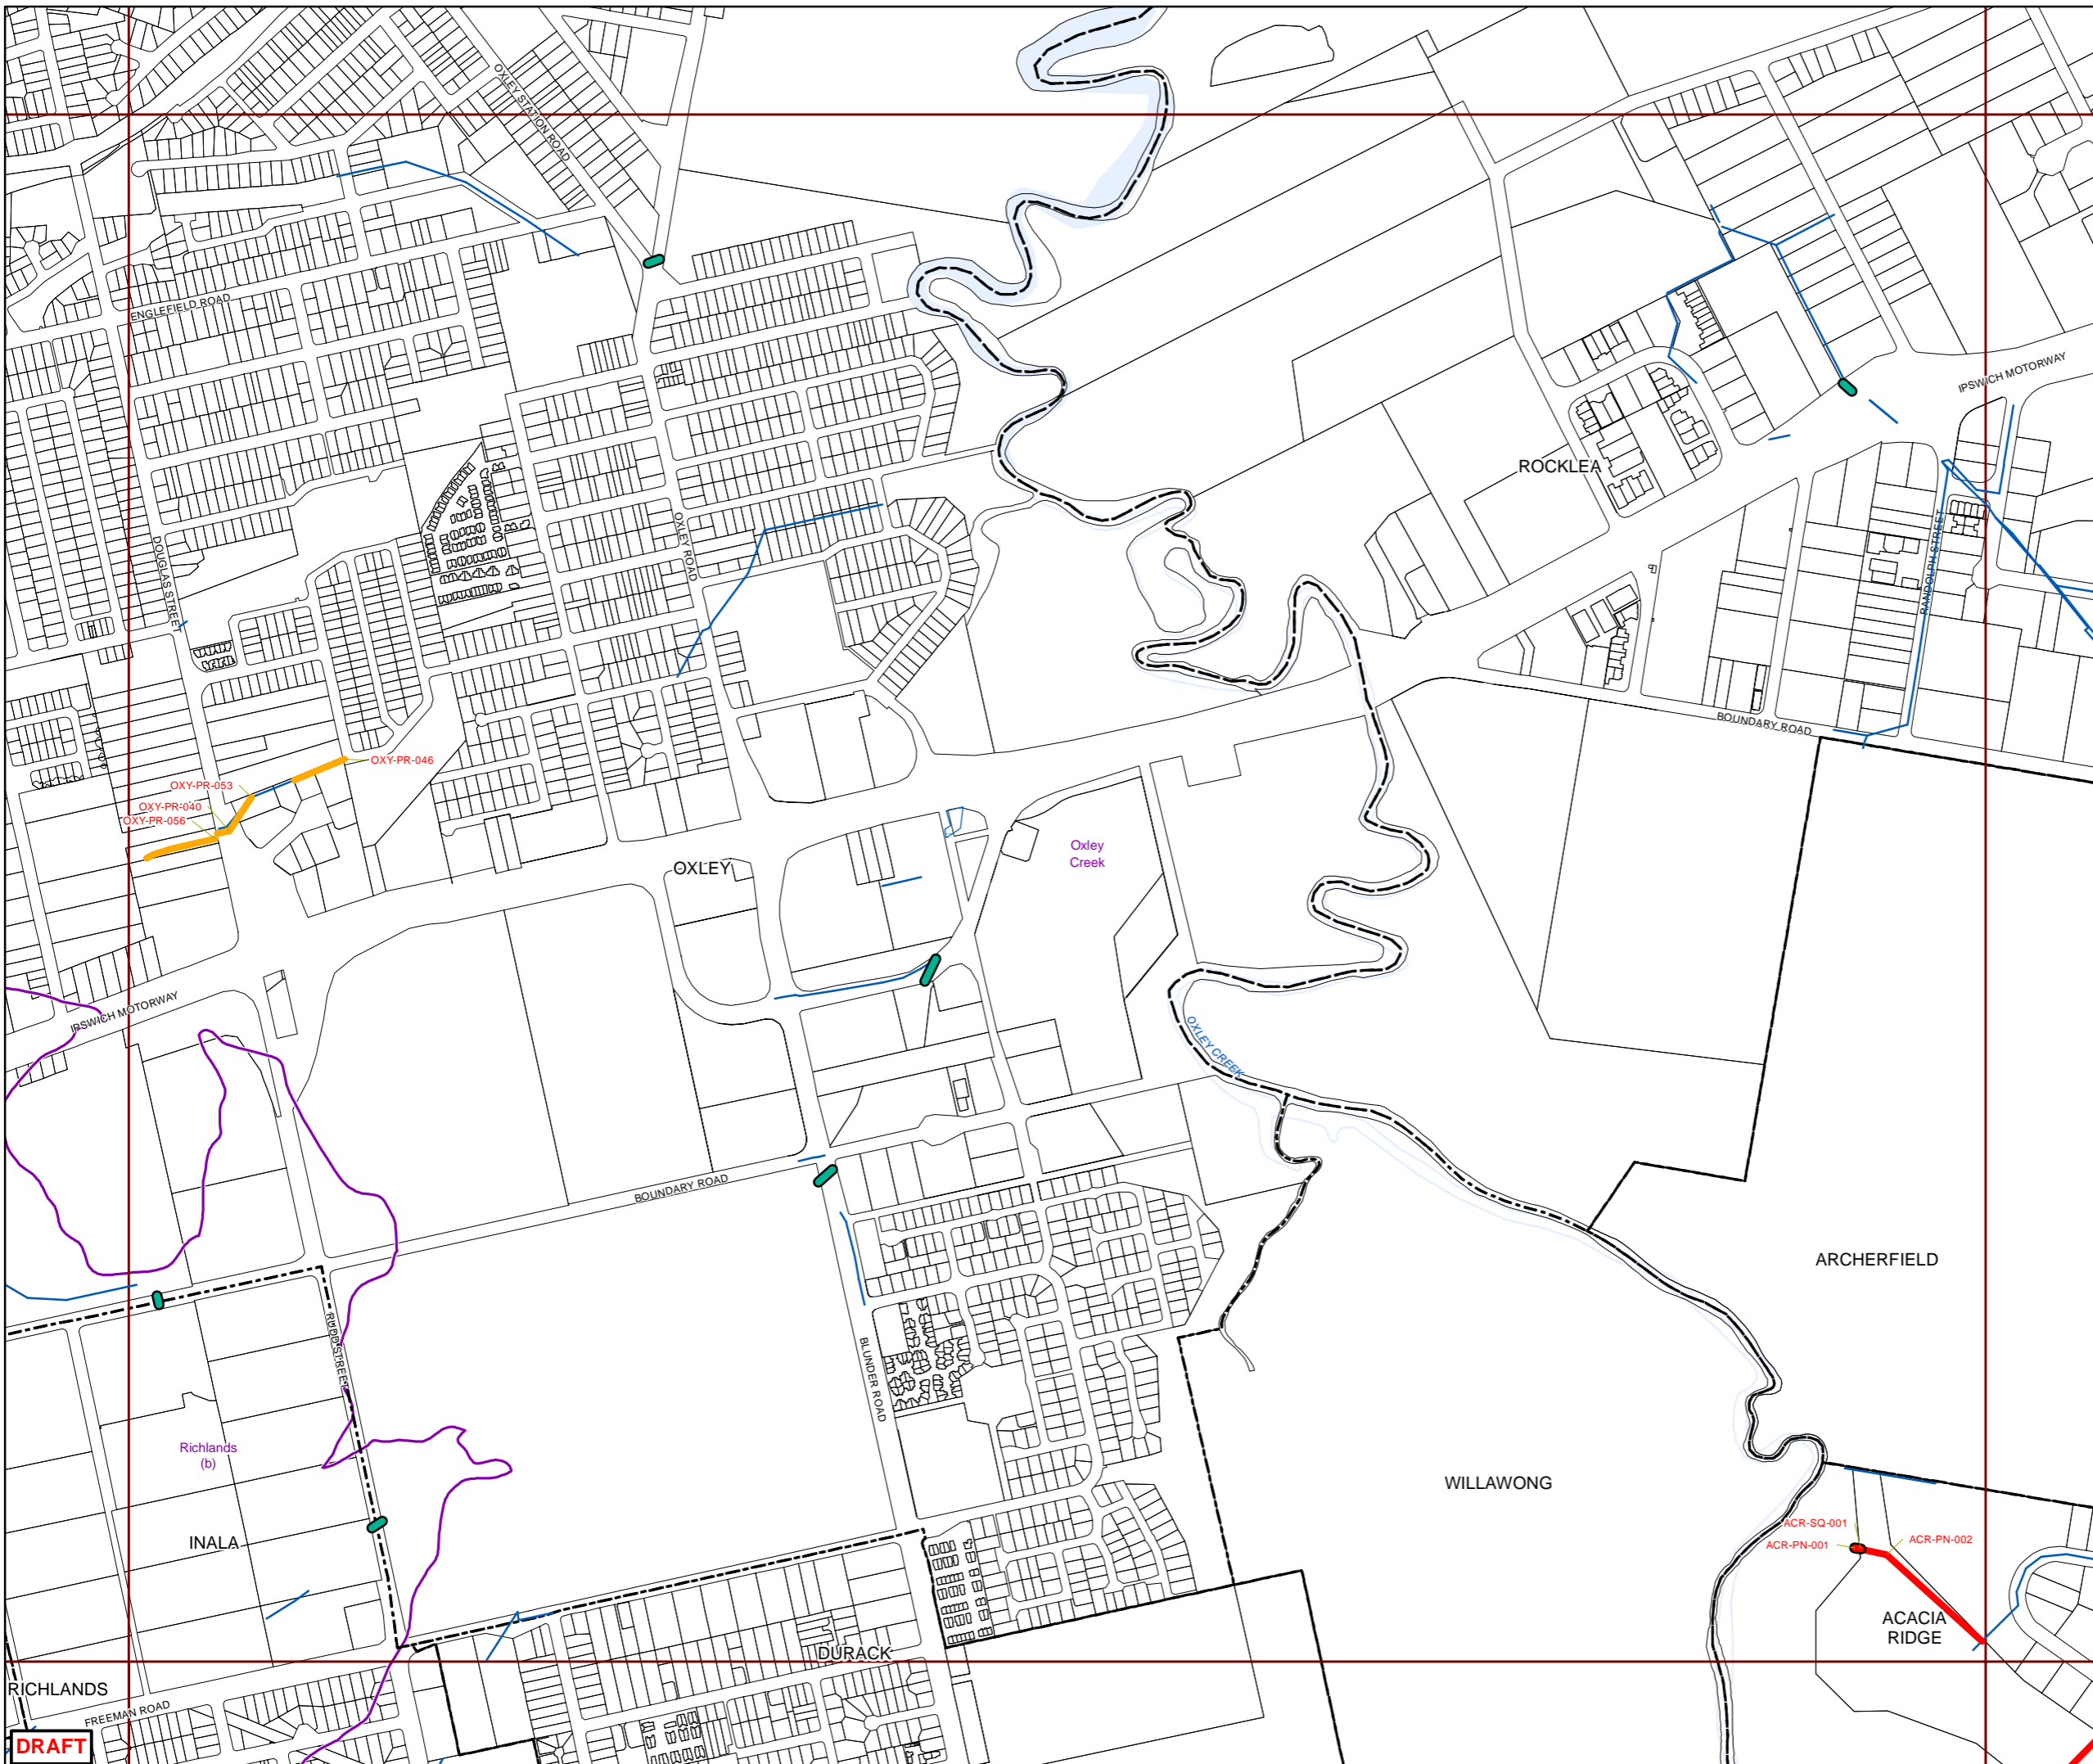 OXLEY STATION ROAD
ENGLEFIELD ROAD
IPSWICH MOTORWAY
ROCKLEA
DOUGLAS STREET
OXLEY ROAD
RANDOLPH STREET
BOUNDARY ROAD
OXY-PR-046
OXY-PR-053
OXY-PR-040
OXY-PR-056
Oxley
Creek
OXLEY
IPSWICH MOTORWAY
OXLEY CREEK
BOUNDARY ROAD
ARCHERFIELD
RUDD STREET
BLUNDER ROAD
Richlands
(b)
WILLAWONG
INALA
ACR-SQ-001
ACR-PN-001
ACR-PN-002
ACACIA
RIDGE
DURACK
RICHLANDS
FREEMAN ROAD
DRAFT